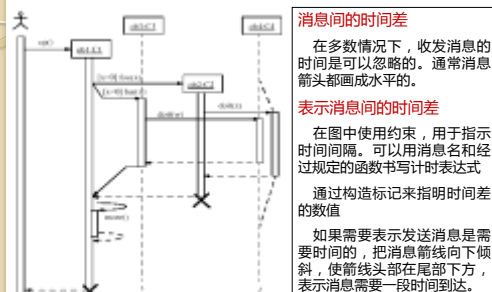 消息间的时间差
在多数情况下，收发消息的
时间是可以忽略的。通常消息
箭头都画成水平的。
表示消息间的时间差
在图中使用约束，用于指示
时间间隔。可以用消息名和经
过规定的函数书写计时表达式
通过构造标记来指明时间差
的数值
如果需要表示发送消息是需
要时间的，把消息箭线向下倾
斜，使箭线头部在尾部下方，
表示消息需要一段时间到达。